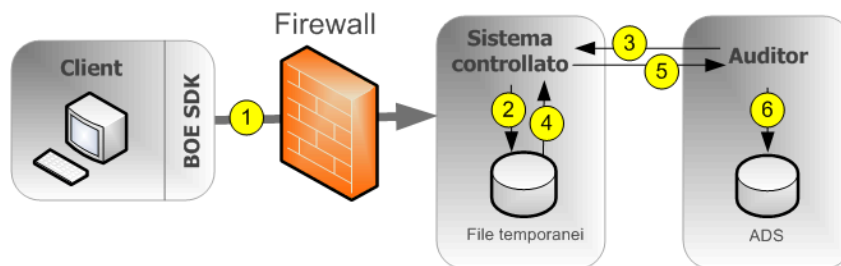 Firewall
Client
BOE SDK
1
Sistema
controllato
2
4
File temporanei
3
5
Auditor
6
ADS